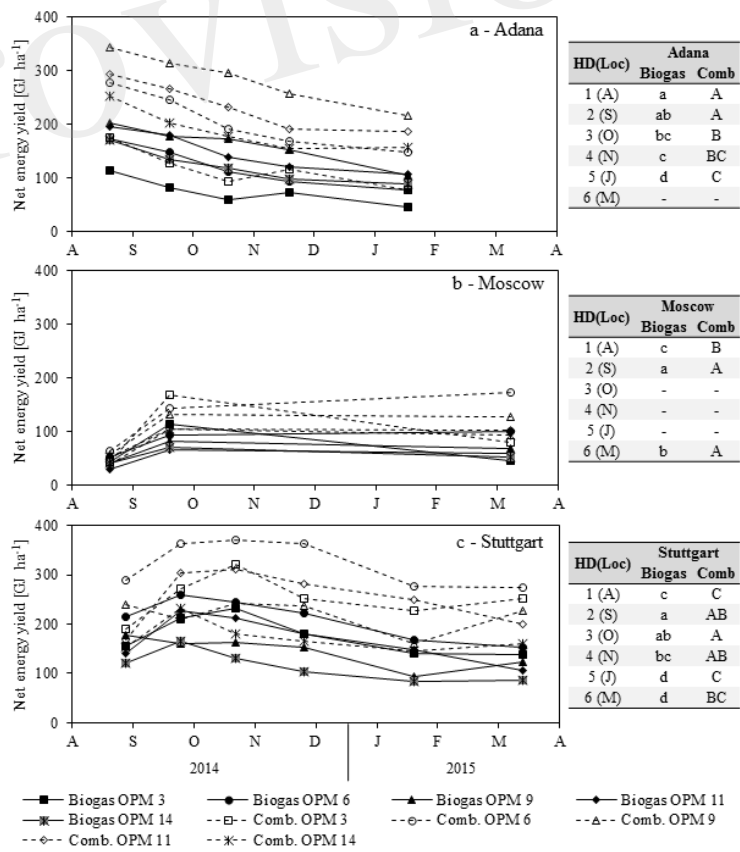 rovisi
400
a - Adana
300
200
100
0
Net energy yield [GJ ha-1]
A S O N D J F M A
HD(Loc) Adana
Biogas Comb
1 (A) a A
2 (S) ab A
3 (O) bc B
4 (N) c BC
5 (J) d C
6 (M) - -
400
b - Moscow
300
200
100
0
Net energy yield [GJ ha-1]
A S O N D J F M A
HD(Loc) Moscow
Biogas Comb
1 (A) c B
2 (S) a A
3 (O) - -
4 (N) - -
5 (J) - -
6 (M) b A
400
c - Stuttgart
300
200
100
0
Net energy yield [GJ ha-1]
A S O N D J F M A
2014 2015
HD(Loc) Stuttgart
Biogas Comb
1 (A) c C
2 (S) a AB
3 (O) ab A
4 (N) bc AB
5 (J) d C
6 (M) d BC
Biogas OPM 3 Biogas OPM 6 Biogas OPM 9 Biogas OPM 11
Biogas OPM 14 Comb. OPM 3 Comb. OPM 6 Comb. OPM 9
Comb. OPM 11 Comb. OPM 14